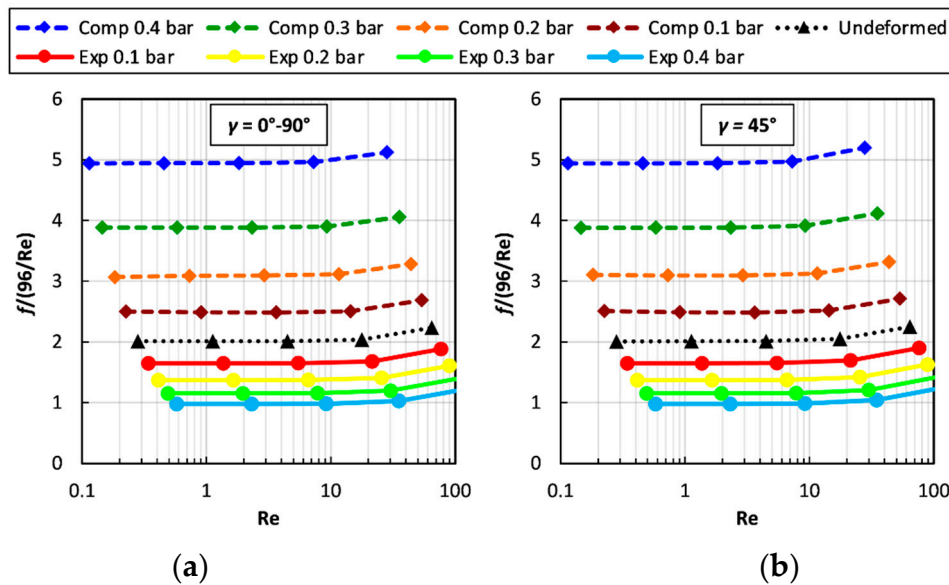 Comp 0.4 bar Comp 0.3 bar Comp 0.2 bar Comp 0.1 bar Undeformed
Exp 0.1 bar Exp 0.2 bar Exp 0.3 bar Exp 0.4 bar
γ = 0°-90°
f/(96/Re)
6
5
4
3
2
1
0
0.1 1 10 100
Re
(a)
γ = 45°
f/(96/Re)
6
5
4
3
2
1
0
0.1 1 10 100
Re
(b)